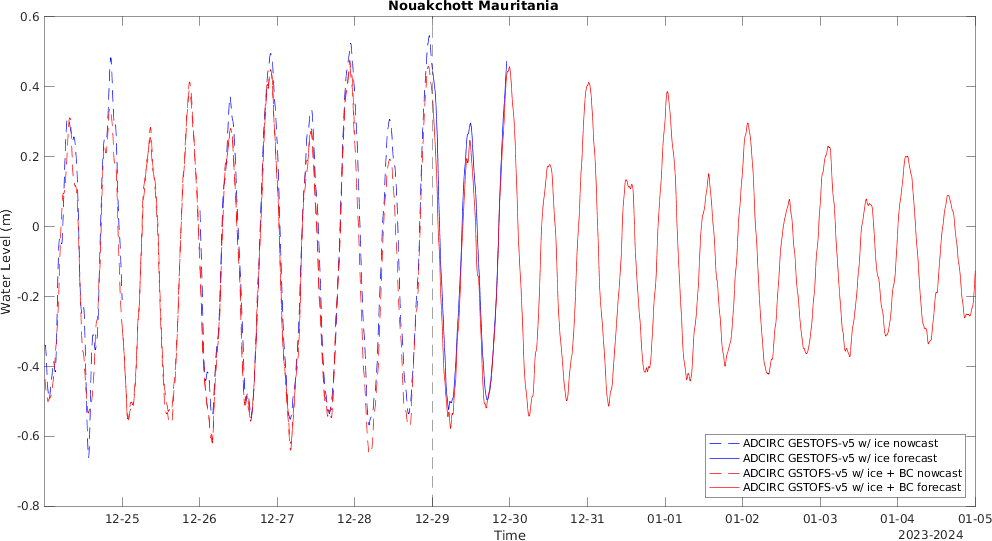 Nouakchott Mauritania
Water Level (m)
0.6
0.4
0.2
0
-0.2
-0.4
-0.6
-0.8
ADCIRC GESTOFS-v5 w/ ice nowcast
ADCIRC GESTOFS-v5 w/ ice forecast
ADCIRC GSTOFS-v5 w/ ice + BC nowcast
ADCIRC GSTOFS-v5 w/ ice + BC forecast
12-25 12-26 12-27 12-28 12-29 12-30 12-31 01-01 01-02 01-03 01-04 01-05
Time
2023-2024